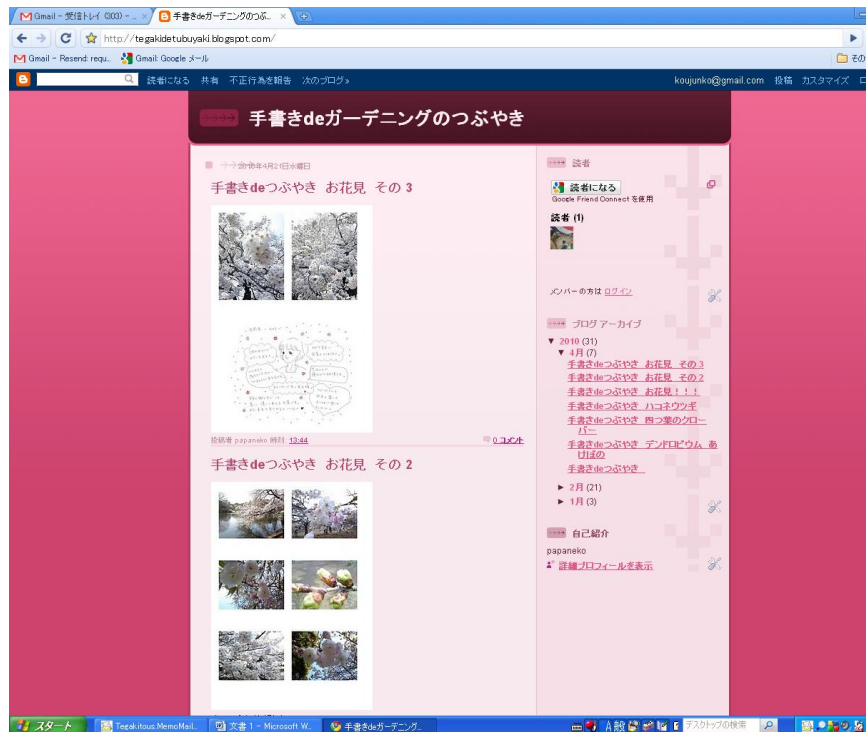 Gmail - 受信トレイ (303) - ...
手書きdeガーデニングのつぶ...
http://tegakidetubuyaki.blogspot.com/
Gmail - Resend: requ...
Gmail: Google メール
その
読者になる 共有 不正行為を報告 次のブログ»
koujunko@gmail.com 投稿 カスタマイズ
手書きdeガーデニングのつぶやき
2010年4月21日水曜日
手書きdeつぶやき お花見 その 3
投稿者 papaneko 時刻: 13:44
0 コメント
手書きdeつぶやき お花見 その 2
読者
読者になる
Google Friend Connect を使用
読者 (1)
メンバーの方は ログイン
ブログ アーカイブ
▼ 2010 (31)
▼ 4月 (7)
手書きdeつぶやき お花見 その 3
手書きdeつぶやき お花見 その 2
手書きdeつぶやき お花見！！！
手書きdeつぶやき ハコネウツギ
手書きdeつぶやき 四つ葉のクロー
バー
手書きdeつぶやき デンドロビウム あ
けぼの
手書きdeつぶやき
► 2月 (21)
► 1月 (3)
自己紹介
papaneko
詳細プロフィールを表示
スタート
Tegakitous.MemoMail...
文書 1 - Microsoft W...
手書きdeガーデニング...
A 般
デスクトップの検索